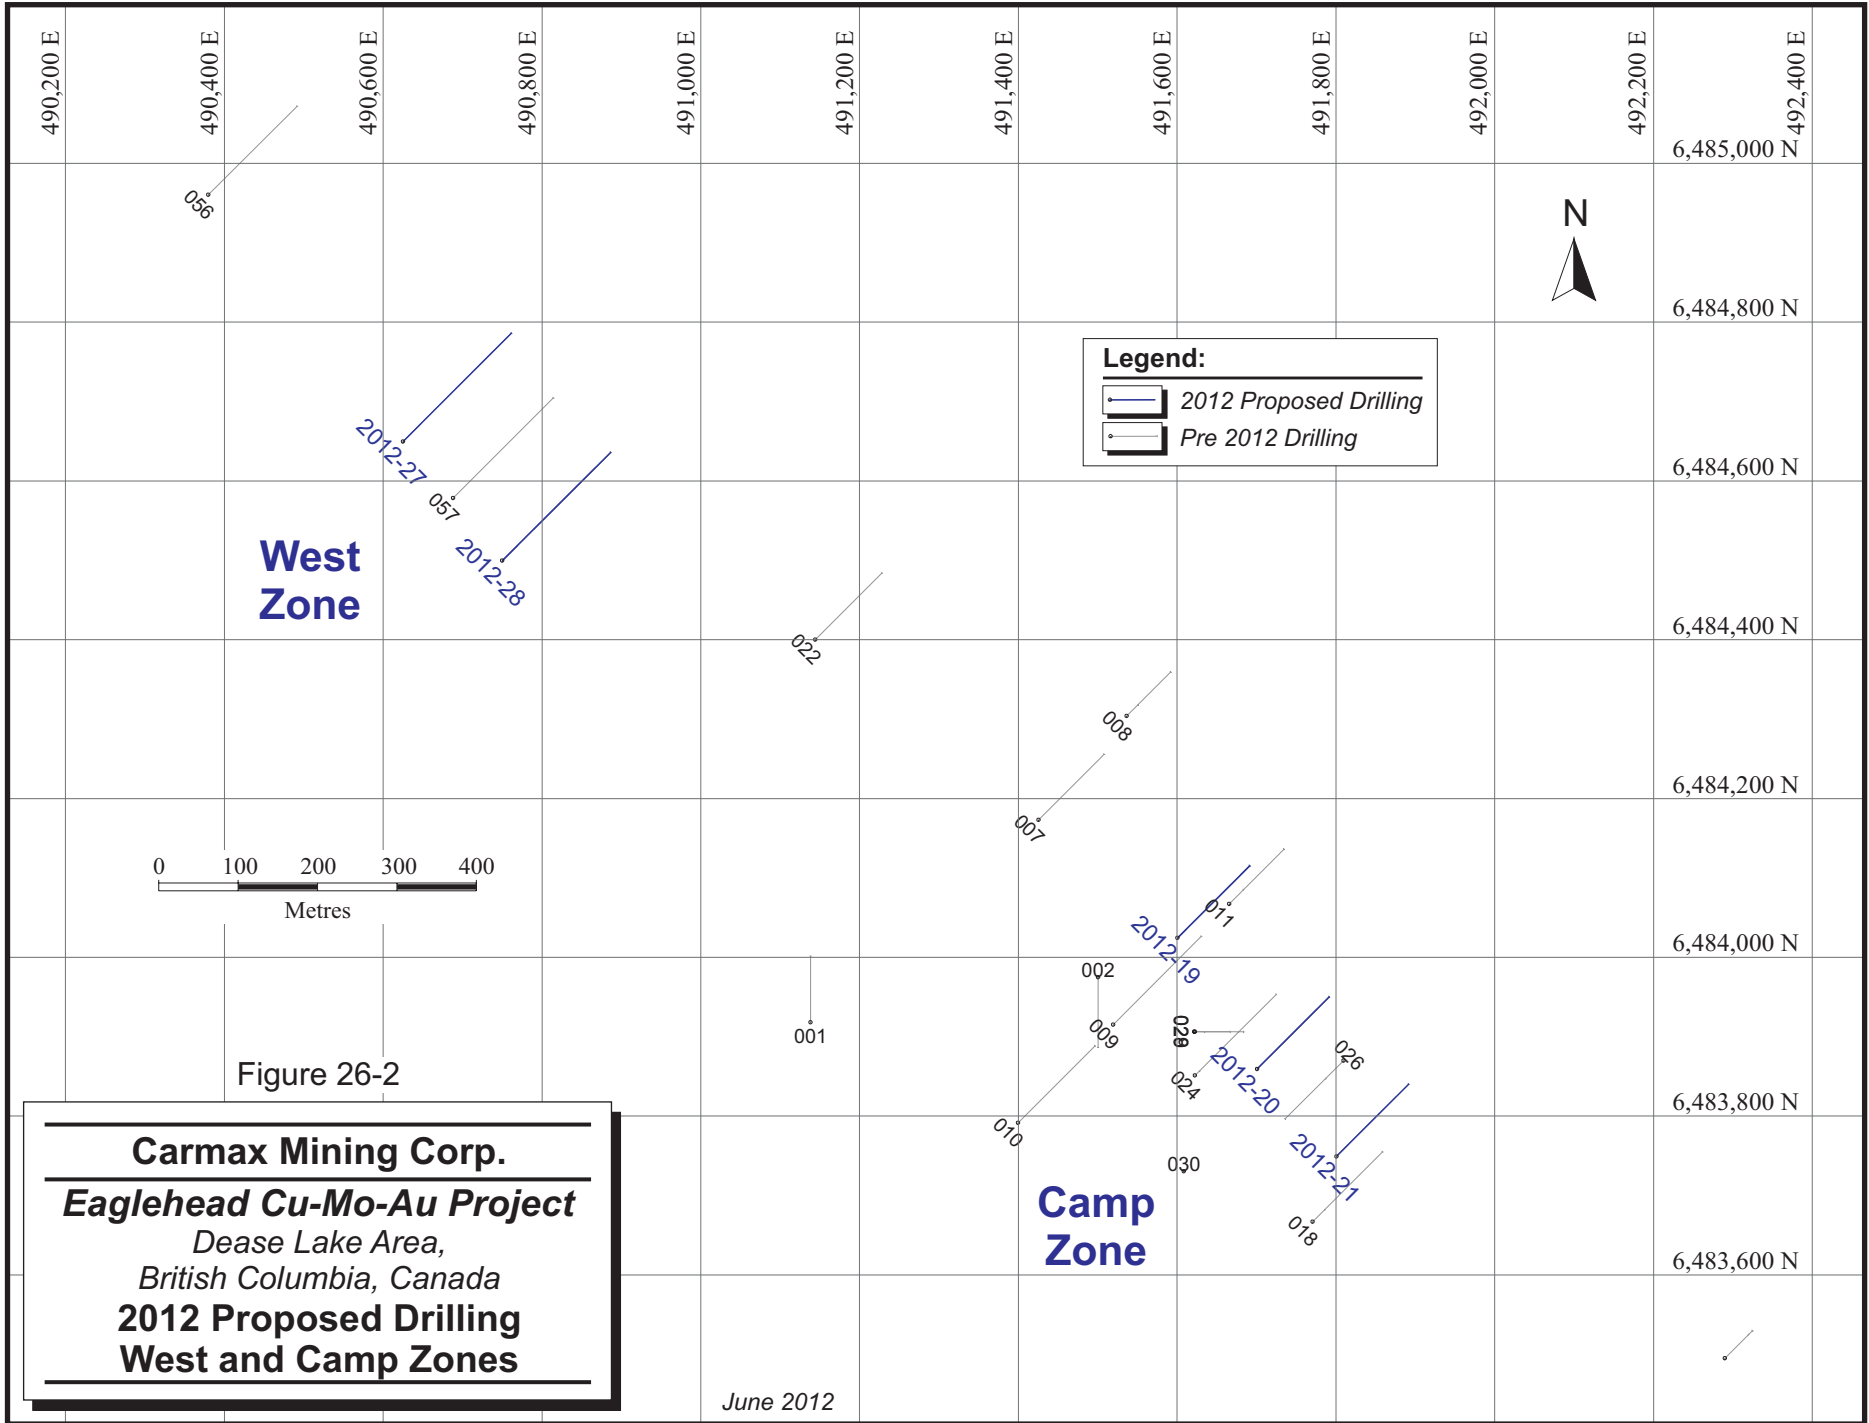 490,200 E
490,400 E
490,600 E
490,800 E
491,000 E
491,200 E
491,400 E
491,600 E
491,800 E
492,000 E
492,200 E
492,400 E
6,485,000 N
056
N
6,484,800 N
Legend:
2012 Proposed Drilling
Pre 2012 Drilling
2012-27
6,484,600 N
057
2012-28
West
Zone
6,484,400 N
022
008
6,484,200 N
007
0 100 200 300 400
Metres
011
2012-19
6,484,000 N
002
001
009
026
024
2012-20
6,483,800 N
010
030
2012-21
018
Camp
Zone
6,483,600 N
Figure 26-2
Carmax Mining Corp.
Eaglehead Cu-Mo-Au Project
Dease Lake Area,
British Columbia, Canada
2012 Proposed Drilling
West and Camp Zones
June 2012